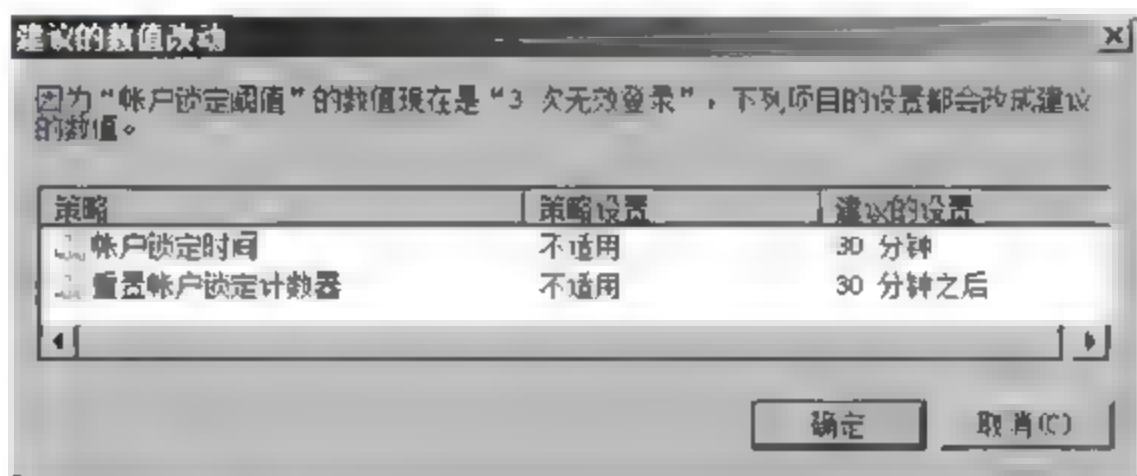 建议的数值改动
因为“帐户锁定阈值”的数值现在是“3 次无效登录”，下列项目的设置都会改成建议
的数值。
策略 策略设置 建议的设置
帐户锁定时间 不适用 30 分钟
重置帐户锁定计数器 不适用 30 分钟之后
确定 取消(C)